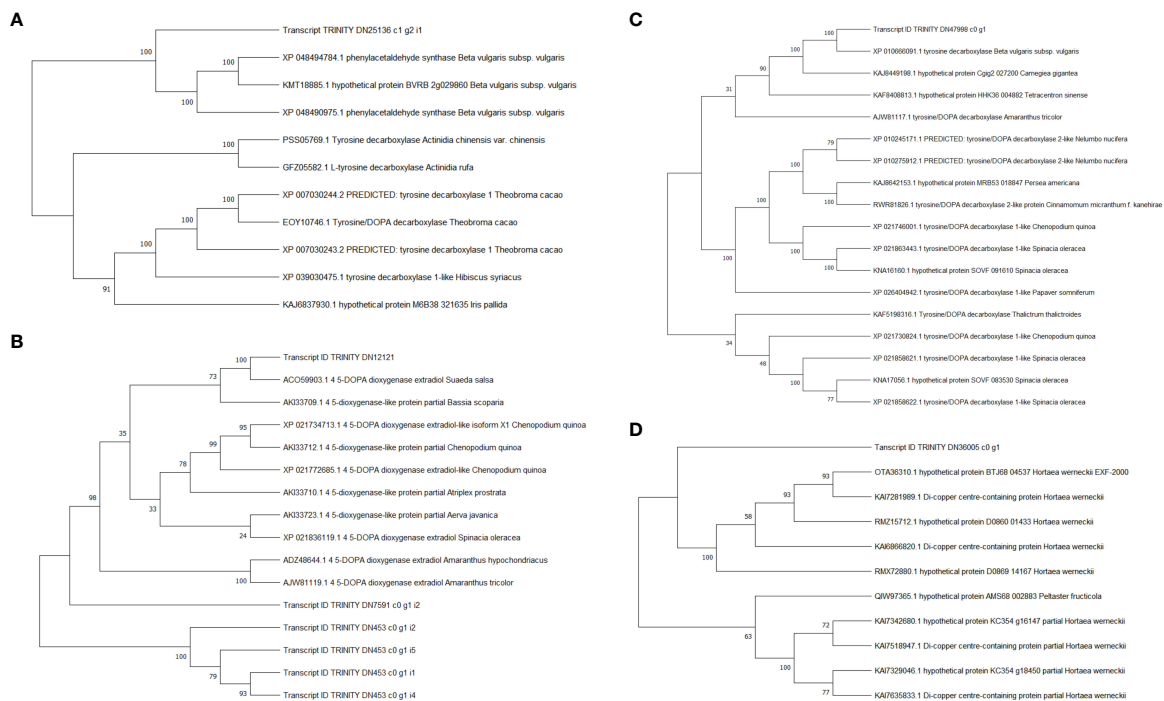 A
Transcript TRINITY DN25136 c1 g2 i1
100
XP 048494784.1 phenylacetaldehyde synthase Beta vulgaris subsp. vulgaris
100
KMT18885.1 hypothetical protein BVRB 2g029860 Beta vulgaris subsp. vulgaris
100
XP 048490975.1 phenylacetaldehyde synthase Beta vulgaris subsp. vulgaris
PSS05769.1 Tyrosine decarboxylase Actinidia chinensis var. chinensis
100
GFZ05582.1 L-tyrosine decarboxylase Actinidia rufa
XP 007030244.2 PREDICTED: tyrosine decarboxylase 1 Theobroma cacao
100
EOY10746.1 Tyrosine/DOPA decarboxylase Theobroma cacao
100
XP 007030243.2 PREDICTED: tyrosine decarboxylase 1 Theobroma cacao
100
XP 039030475.1 tyrosine decarboxylase 1-like Hibiscus syriacus
91
KAJ6837930.1 hypothetical protein M6B38 321635 Iris pallida
B
Transcript ID TRINITY DN12121
100
73
ACO59903.1 4 5-DOPA dioxygenase extradiol Suaeda salsa
AKI33709.1 4 5-dioxygenase-like protein partial Bassia scoparia
35
XP 021734713.1 4 5-DOPA dioxygenase extradiol-like isoform X1 Chenopodium quinoa
95
99
AKI33712.1 4 5-dioxygenase-like protein partial Chenopodium quinoa
78
XP 021772685.1 4 5-DOPA dioxygenase extradiol-like Chenopodium quinoa
98
AKI33710.1 4 5-dioxygenase-like protein partial Atriplex prostrata
33
AKI33723.1 4 5-dioxygenase-like protein partial Aerva javanica
24
XP 021836119.1 4 5-DOPA dioxygenase extradiol Spinacia oleracea
ADZ48644.1 4 5-DOPA dioxygenase extradiol Amaranthus hypochondriacus
100
AJW81119.1 4 5-DOPA dioxygenase extradiol Amaranthus tricolor
Transcript ID TRINITY DN7591 c0 g1 i2
Transcript ID TRINITY DN453 c0 g1 i2
100
Transcript ID TRINITY DN453 c0 g1 i5
79
Transcript ID TRINITY DN453 c0 g1 i1
93
Transcript ID TRINITY DN453 c0 g1 i4
C
Transcript ID TRINITY DN47998 c0 g1
100
100
XP 010666091.1 tyrosine decarboxylase Beta vulgaris subsp. vulgaris
90
KAJ8449198.1 hypothetical protein Cgig2 027200 Carnegiea gigantea
31
KAF8408813.1 hypothetical protein HHK36 004882 Tetracentron sinense
AJW81117.1 tyrosine/DOPA decarboxylase Amaranthus tricolor
XP 010245171.1 PREDICTED: tyrosine/DOPA decarboxylase 2-like Nelumbo nucifera
79
100
XP 010275912.1 PREDICTED: tyrosine/DOPA decarboxylase 2-like Nelumbo nucifera
KAJ8642153.1 hypothetical protein MRB53 018847 Persea americana
100
100
RWR81826.1 tyrosine/DOPA decarboxylase 2-like protein Cinnamomum micranthum f. kanehirae
XP 021746001.1 tyrosine/DOPA decarboxylase 1-like Chenopodium quinoa
100
XP 021863443.1 tyrosine/DOPA decarboxylase 1-like Spinacia oleracea
100
100
KNA16160.1 hypothetical protein SOVF 091610 Spinacia oleracea
XP 026404942.1 tyrosine/DOPA decarboxylase 1-like Papaver somniferum
KAF5198316.1 Tyrosine/DOPA decarboxylase Thalictrum thalictroides
34
XP 021730824.1 tyrosine/DOPA decarboxylase 1-like Chenopodium quinoa
48
XP 021858621.1 tyrosine/DOPA decarboxylase 1-like Spinacia oleracea
100
KNA17056.1 hypothetical protein SOVF 083530 Spinacia oleracea
77
XP 021858622.1 tyrosine/DOPA decarboxylase 1-like Spinacia oleracea
D
Tanscript ID TRINITY DN36005 c0 g1
OTA36310.1 hypothetical protein BTJ68 04537 Hortaea werneckii EXF-2000
93
93
KAI7281989.1 Di-copper centre-containing protein Hortaea werneckii
58
RMZ15712.1 hypothetical protein D0860 01433 Hortaea werneckii
KAI6866820.1 Di-copper centre-containing protein Hortaea werneckii
100
RMX72880.1 hypothetical protein D0869 14167 Hortaea werneckii
QIW97365.1 hypothetical protein AMS68 002883 Peltaster fructicola
63
KAI7342680.1 hypothetical protein KC354 g16147 partial Hortaea werneckii
72
KAI7518947.1 Di-copper centre-containing protein partial Hortaea werneckii
100
KAI7329046.1 hypothetical protein KC354 g18450 partial Hortaea werneckii
77
KAI7635833.1 Di-copper centre-containing protein partial Hortaea werneckii